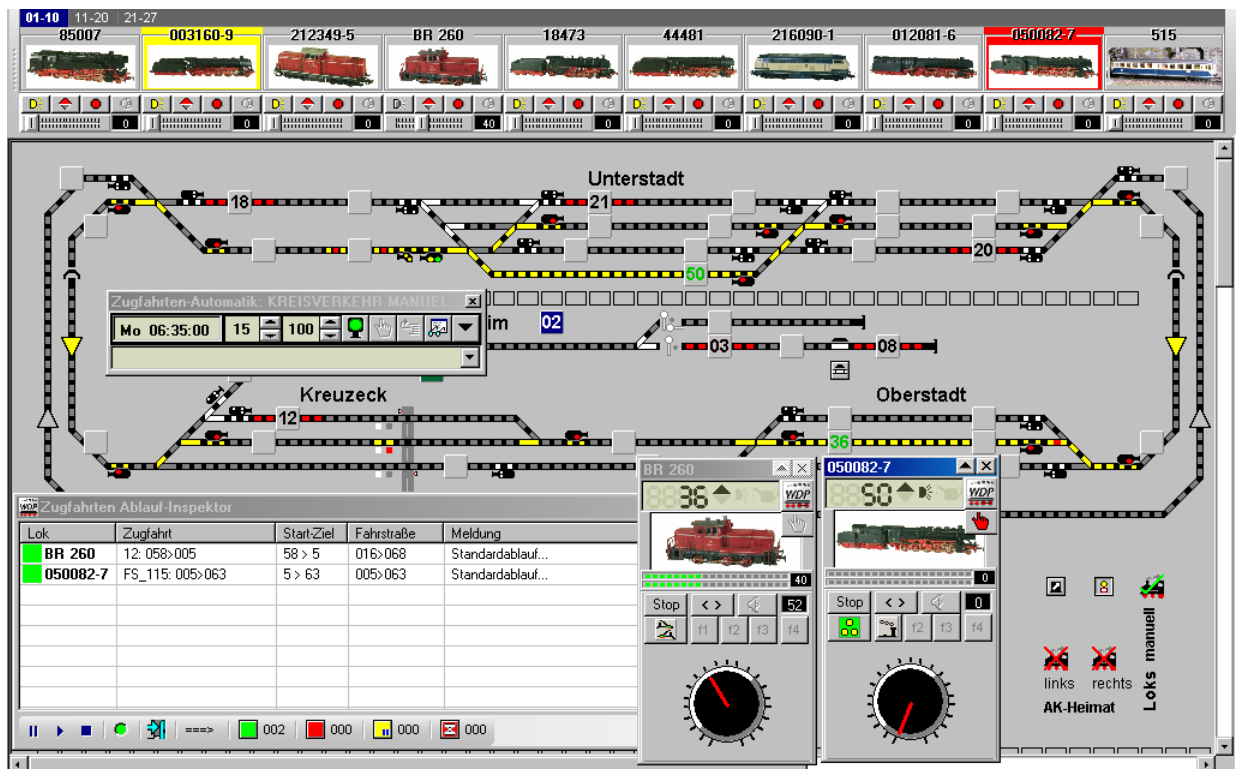 01-10 11-20 21-27
85007 003160-9 212349-5 BR 260 18473 44481 216090-1 012081-6 050082-7 515
0 0 0 40 0 0 0 0 0 0
Unterstadt
18 21
20
50
Zugfahrten-Automatik: KREISVERKEHR MANUEL
Mo 06:35:00 15 100
im 02
03 08
Kreuzeck Oberstadt
12
36
Zugfahrten Ablauf-Inspektor
Lok Zugfahrt Start-Ziel Fahrstraße Meldung
BR 260 12: 058>005 58 > 5 016>068 Standardablauf...
050082-7 FS_115: 005>063 5 > 63 005>063 Standardablauf...
===> 002 000 000 000
BR 260
36 WDP
40
Stop < > 52
f1 f2 f3 f4
050082-7
50 WDP
0
Stop < > 0
f2 f3 f4
links rechts
AK-Heimat
Loks manuell